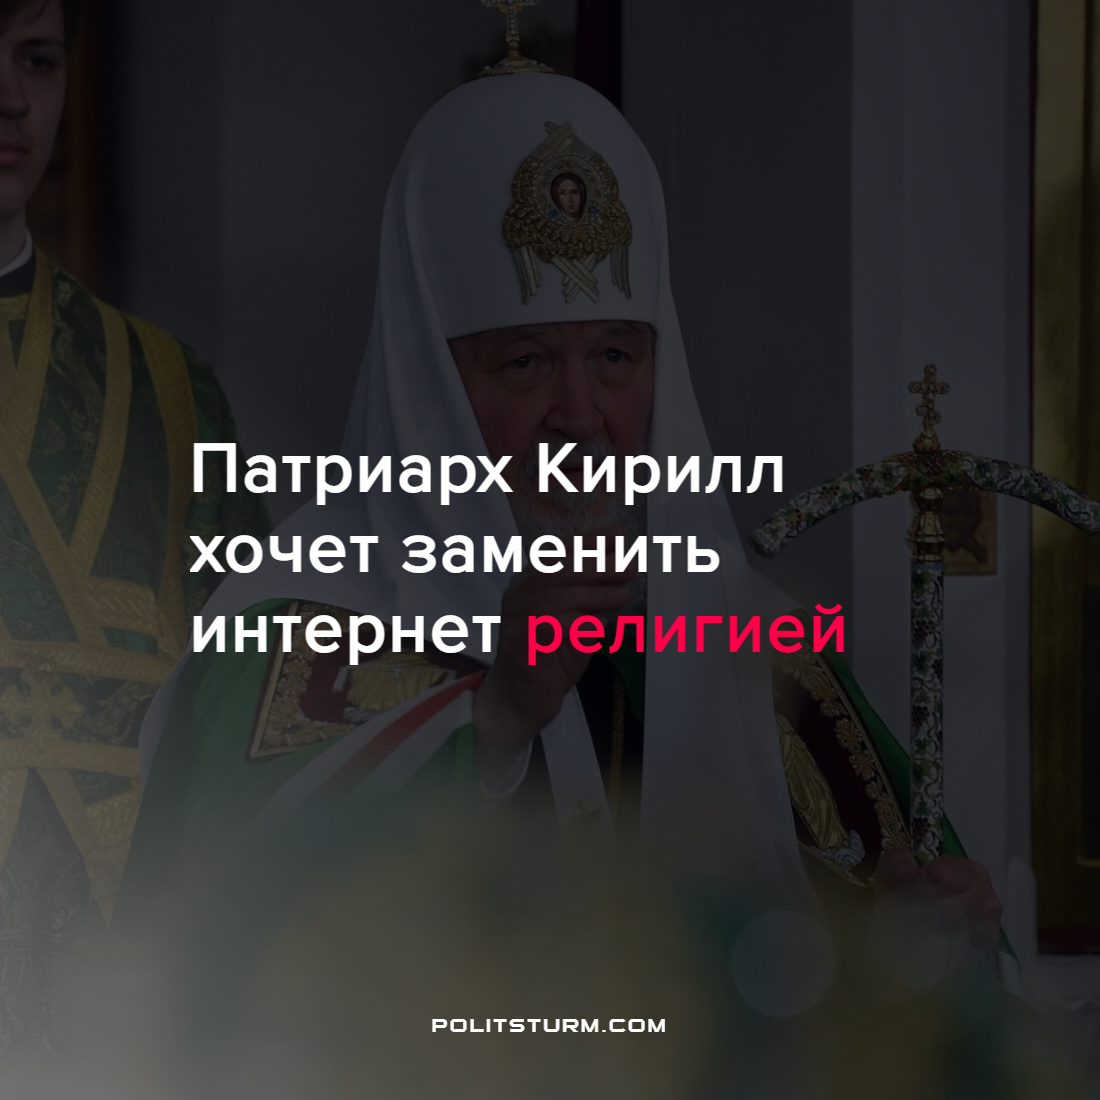 Патриарх Кирилл
хочет заменить
интернет религией
POLITSTURM.COM